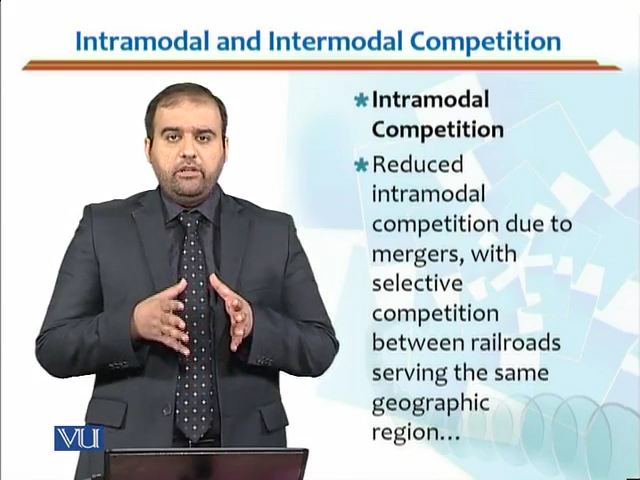 Intramodal and Intermodal Competition
* Intramodal
Competition
* Reduced
intramodal
competition due to
mergers, with
selective
competition
between railroads
serving the same
geographic
region...
VU